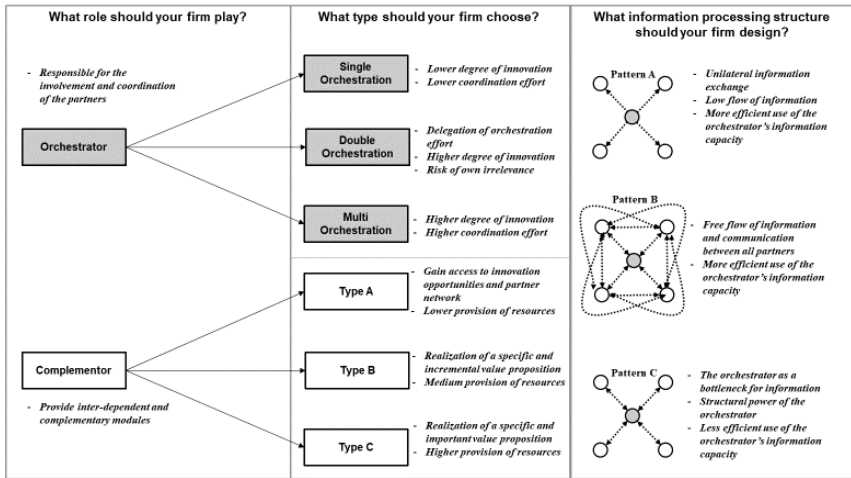 What role should your firm play?
- Responsible for the
involvement and coordination
of the partners
Orchestrator
Complementor
- Provide inter-dependent and
complementary modules
What type should your firm choose?
Single
Orchestration
- Lower degree of innovation
- Lower coordination effort
Double
Orchestration
- Delegation of orchestration
effort
- Higher degree of innovation
- Risk of own irrelevance
Multi
Orchestration
- Higher degree of innovation
- Higher coordination effort
Type A
- Gain access to innovation
opportunities and partner
network
- Lower provision of resources
Type B
- Realization of a specific and
incremental value proposition
- Medium provision of resources
Type C
- Realization of a specific and
important value proposition
- Higher provision of resources
What information processing structure
should your firm design?
Pattern A
- Unilateral information
exchange
- Low flow of information
- More efficient use of the
orchestrator's information
capacity
Pattern B
- Free flow of information
and communication
between all partners
- More efficient use of the
orchestrator's information
capacity
Pattern C
- The orchestrator as a
bottleneck for information
- Structural power of the
orchestrator
- Less efficient use of the
orchestrator's information
capacity